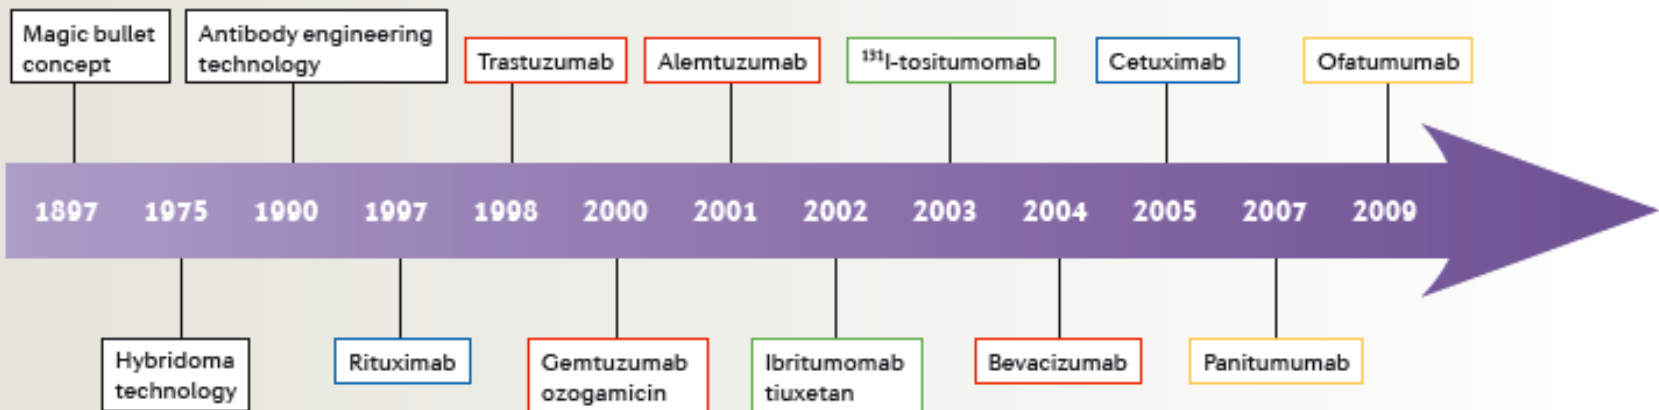 Magic bullet
concept
Antibody engineering
technology
Trastuzumab
Alemtuzumab
¹³¹I-tositumomab
Cetuximab
Ofatumumab
1897 1975 1990 1997 1998 2000 2001 2002 2003 2004 2005 2007 2009
Hybridoma
technology
Rituximab
Gemtuzumab
ozogamicin
Ibritumomab
tiuxetan
Bevacizumab
Panitumumab